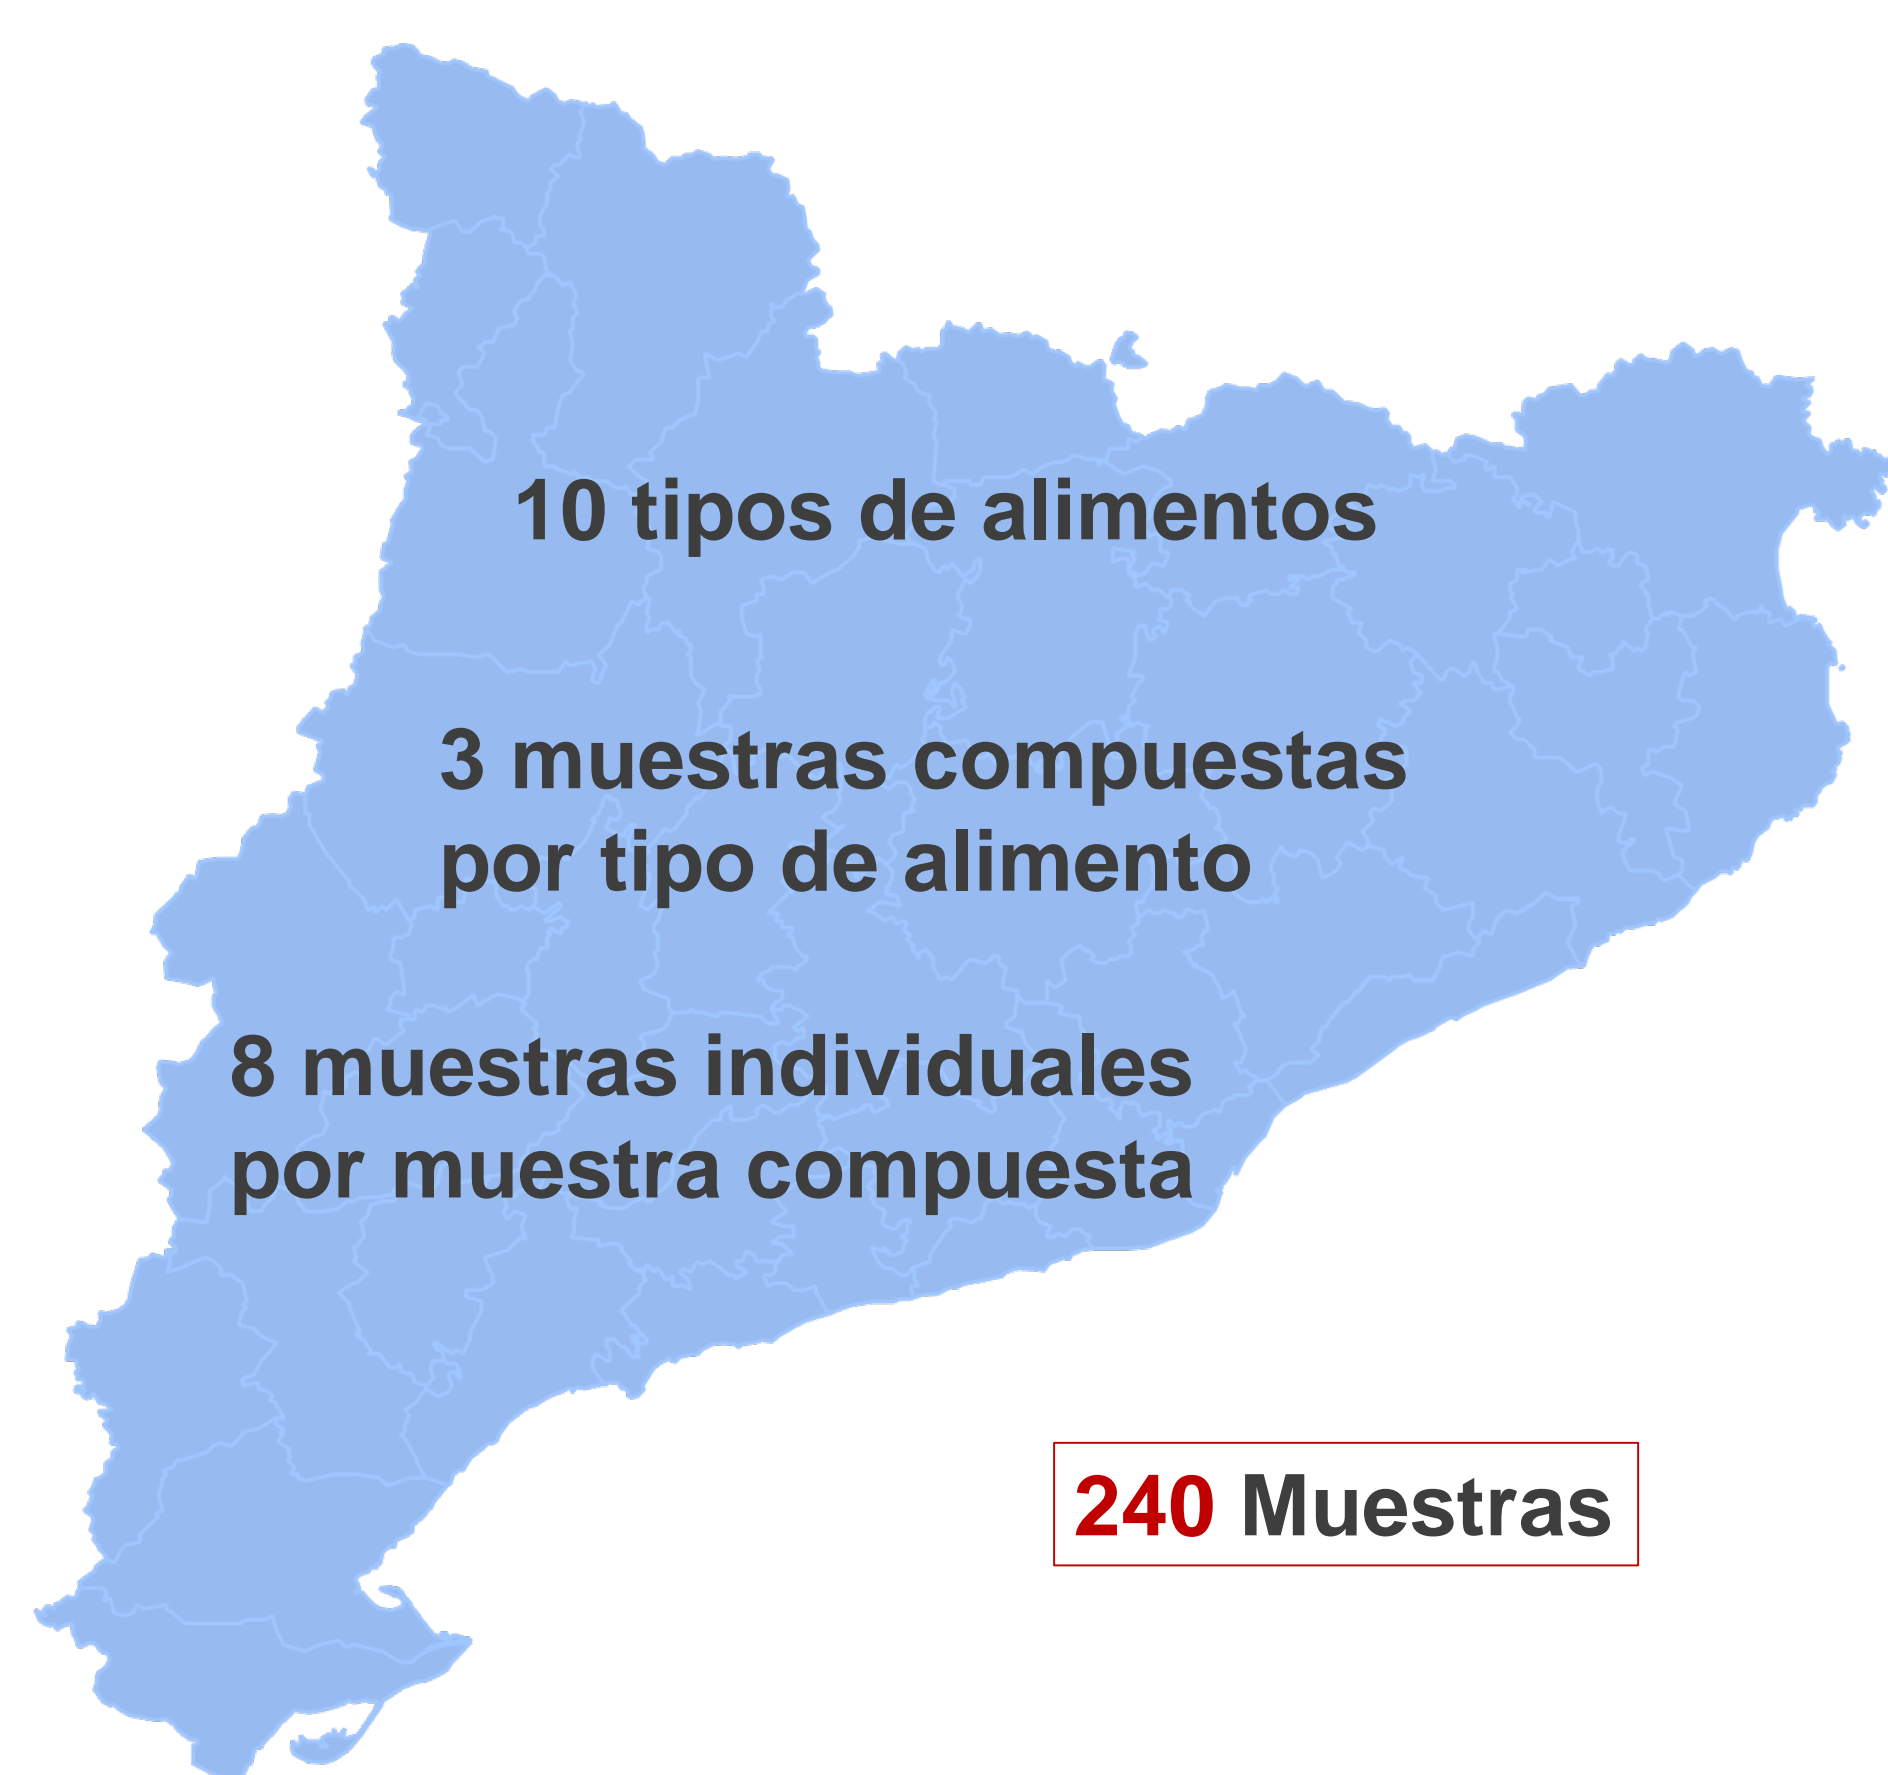 10 tipos de alimentos
3 muestras compuestas
por tipo de alimento
8 muestras individuales
por muestra compuesta
240 Muestras